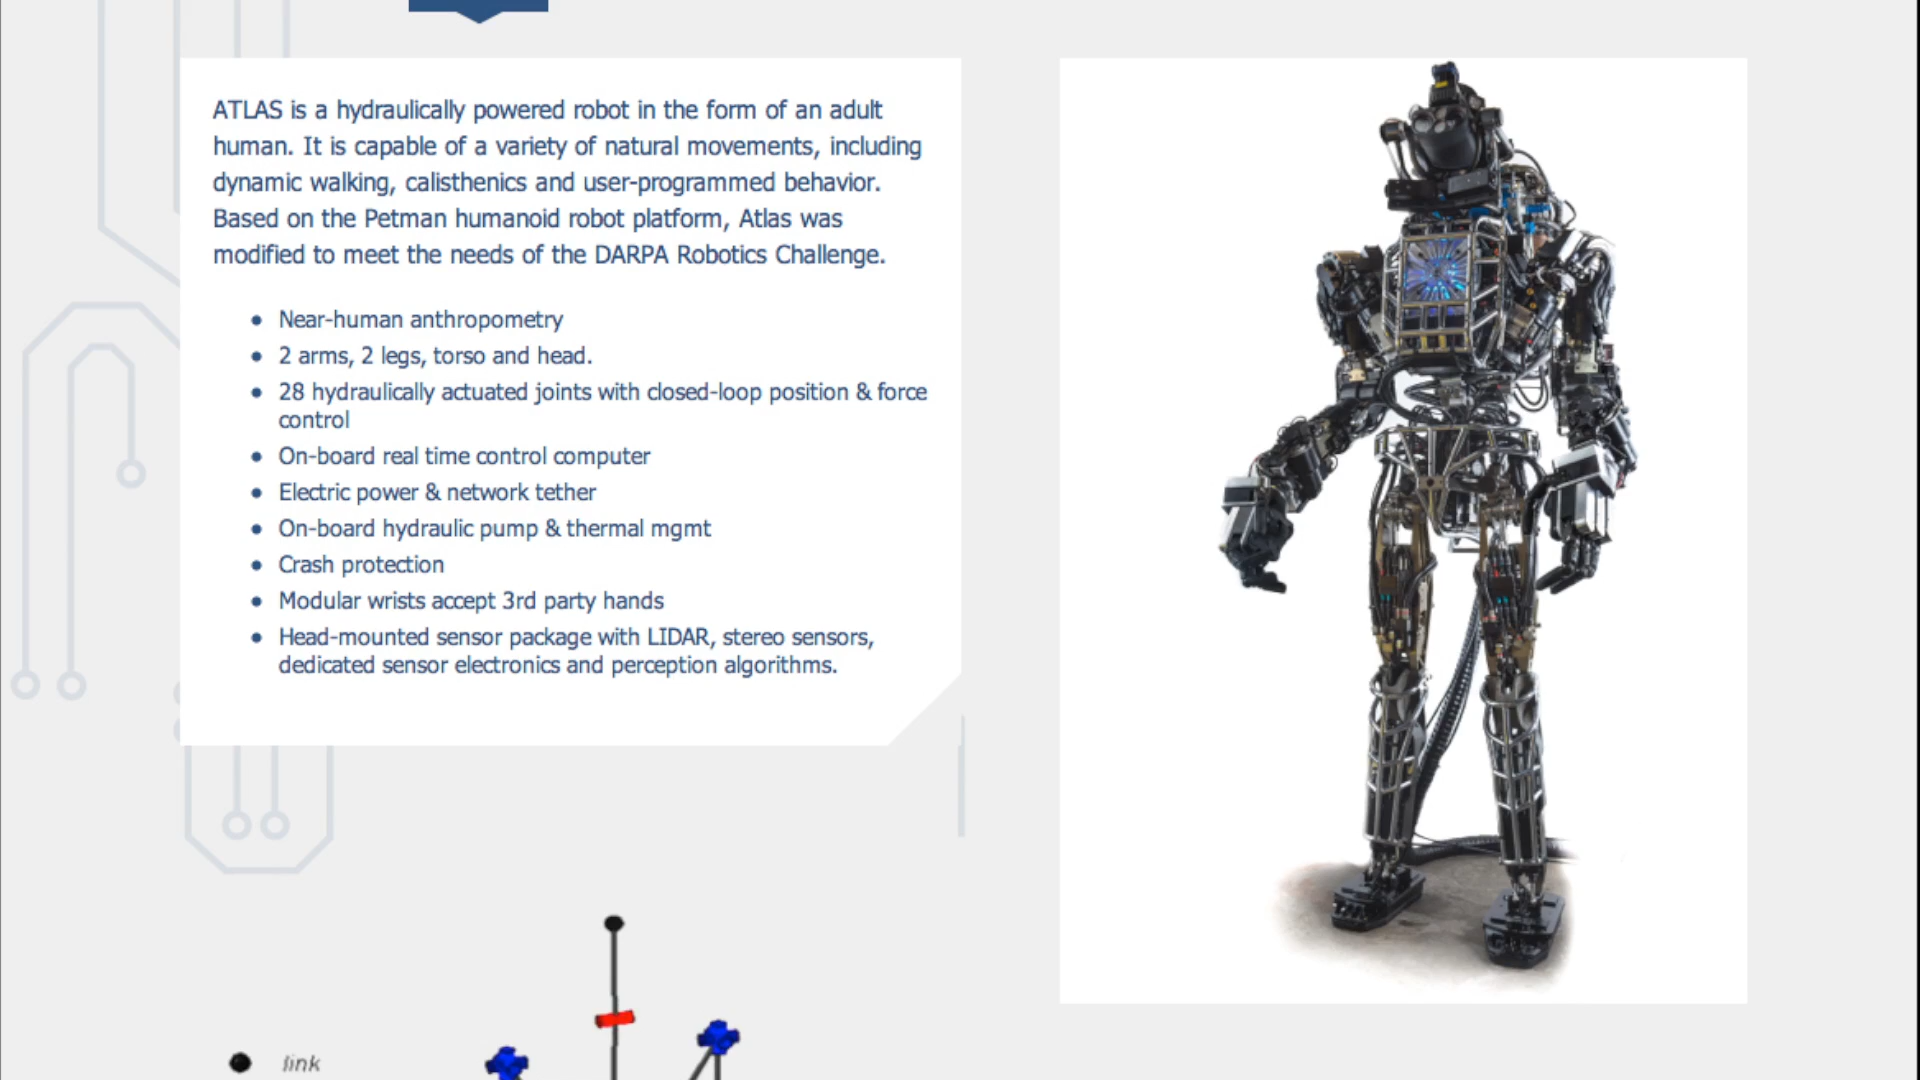 ATLAS is a hydraulically powered robot in the form of an adult
human. It is capable of a variety of natural movements, including
dynamic walking, calisthenics and user-programmed behavior.
Based on the Petman humanoid robot platform, Atlas was
modified to meet the needs of the DARPA Robotics Challenge.
• Near-human anthropometry
• 2 arms, 2 legs, torso and head.
• 28 hydraulically actuated joints with closed-loop position & force
control
• On-board real time control computer
• Electric power & network tether
• On-board hydraulic pump & thermal mgmt
• Crash protection
• Modular wrists accept 3rd party hands
• Head-mounted sensor package with LIDAR, stereo sensors,
dedicated sensor electronics and perception algorithms.
link